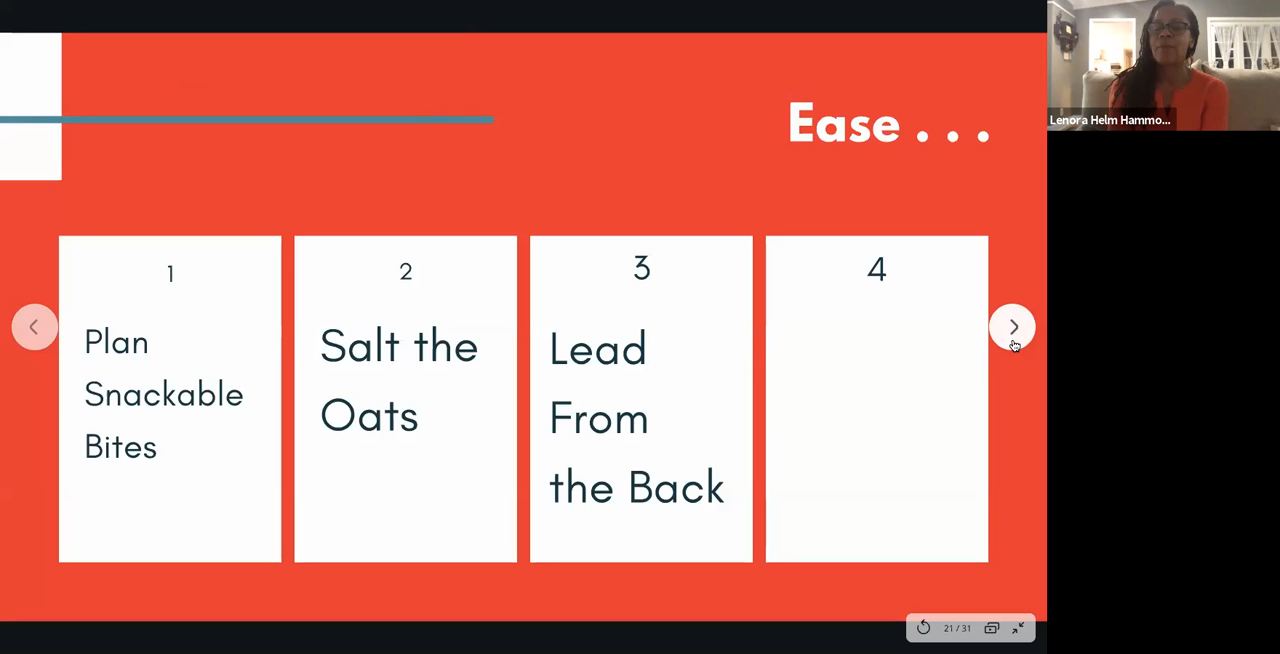 Ease . . .
1
Plan
Snackable
Bites
2
Salt the
Oats
3
Lead
From
the Back
4
Lenora Helm Hammo...
21 / 31